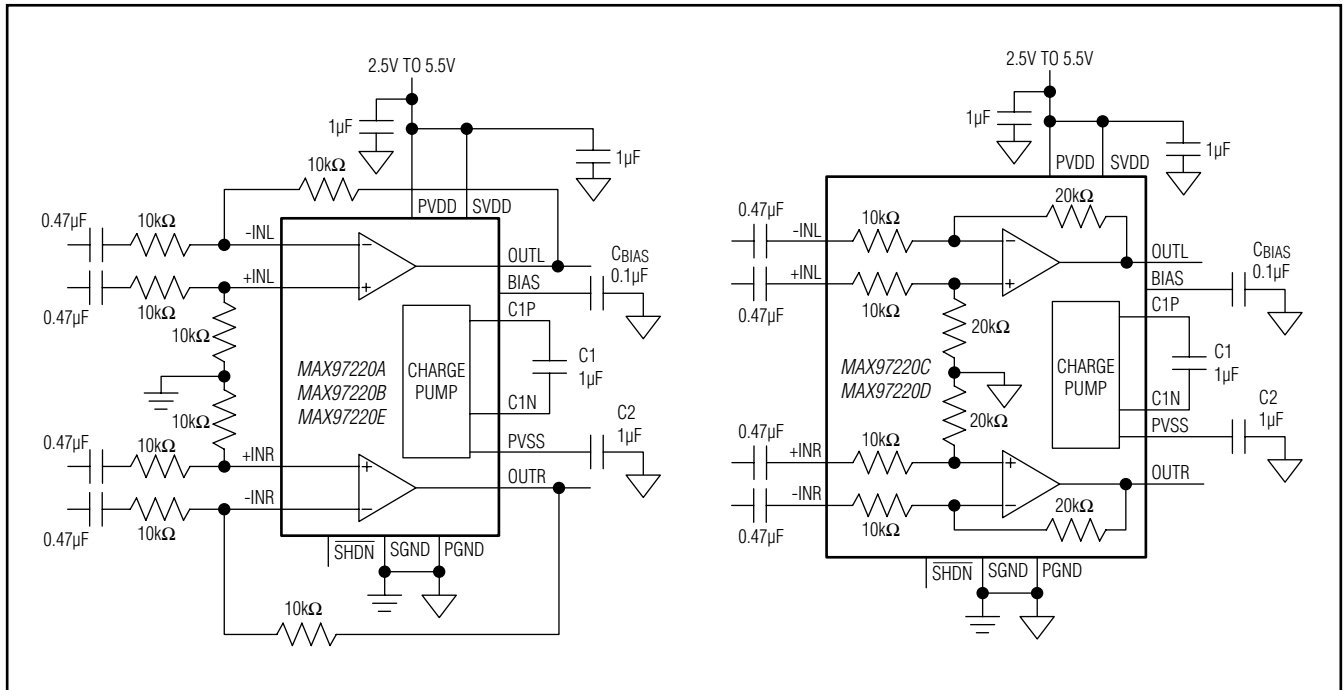 2.5V TO 5.5V
1µF
1µF
10kΩ
PVDD
SVDD
0.47µF
10kΩ
-INL
−
OUTL
+INL
+
0.47µF
10kΩ
BIAS
CBIAS
0.1µF
10kΩ
C1P
MAX97220A
MAX97220B
MAX97220E
CHARGE
PUMP
C1
1µF
10kΩ
C1N
C2
1µF
PVSS
0.47µF
10kΩ
+INR
+
OUTR
-INR
−
0.47µF
10kΩ
SHDN
SGND
PGND
10kΩ
2.5V TO 5.5V
1µF
1µF
PVDD
SVDD
20kΩ
0.47µF
-INL
10kΩ
−
OUTL
+INL
+
0.47µF
10kΩ
BIAS
CBIAS
0.1µF
20kΩ
C1P
MAX97220C
MAX97220D
CHARGE
PUMP
C1
1µF
20kΩ
C1N
C2
1µF
PVSS
0.47µF
+INR
10kΩ
+
OUTR
-INR
−
0.47µF
10kΩ
20kΩ
SHDN
SGND
PGND